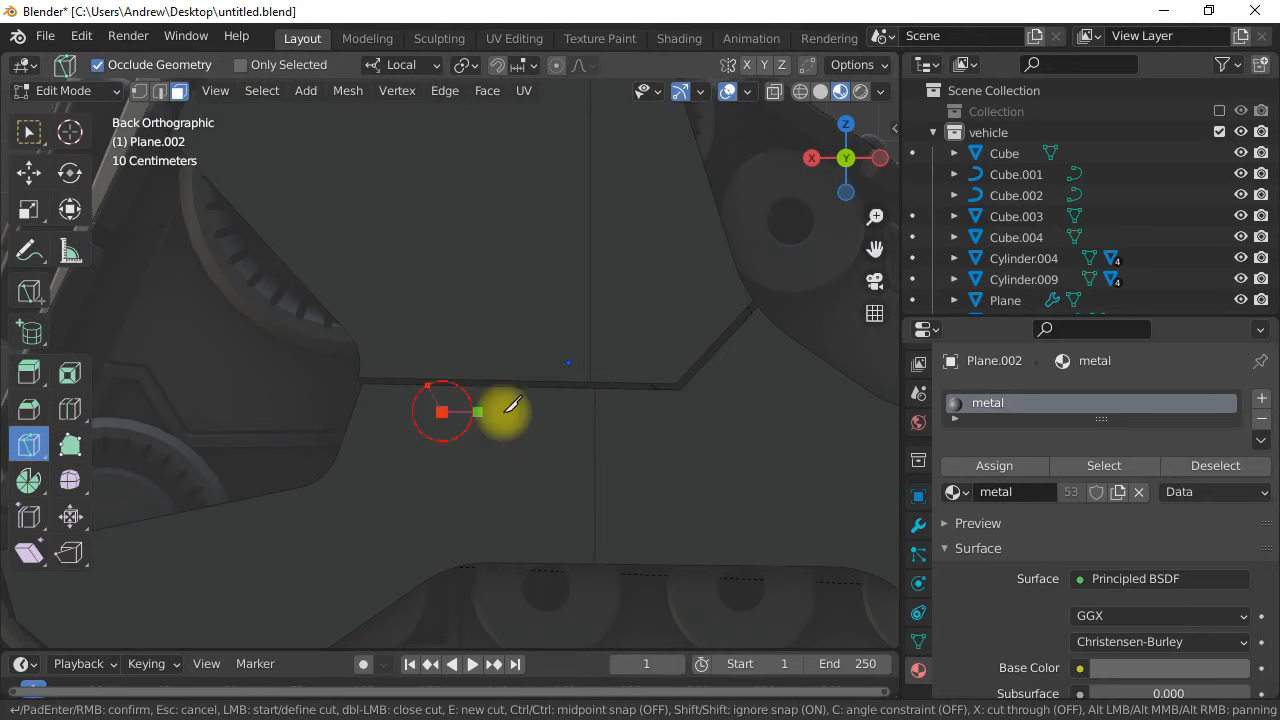 Blender* [C:\Users\Andrew\Desktop\untitled.blend]
File Edit Render Window Help Layout Modeling Sculpting UV Editing Texture Paint Shading Animation Rendering Scene View Layer
Occlude Geometry Only Selected Local X Y Z Options
Edit Mode View Select Add Mesh Vertex Edge Face UV
Back Orthographic
(1) Plane.002
10 Centimeters
Z
X
Y
Scene Collection
Collection
vehicle
Cube
Cube.001
Cube.002
Cube.003
Cube.004
Cylinder.004 4
Cylinder.009 4
Plane
Plane.002 metal
metal
Assign Select Deselect
metal 53 Data
Preview
Surface
Surface Principled BSDF
GGX
Christensen-Burley
Base Color
Subsurface 0.000
Playback Keying View Marker 1 Start 1 End 250
/PadEnter/RMB: confirm, Esc: cancel, LMB: start/define cut, dbl-LMB: close cut, E: new cut, Ctrl/Ctrl: midpoint snap (OFF), Shift/Shift: ignore snap (ON), C: angle constraint (OFF), X: cut through (OFF), Alt LMB/Alt MMB/Alt RMB: panning